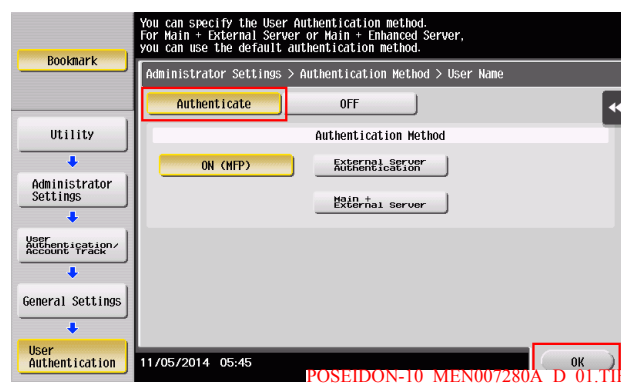 You can specify the User Authentication method.
For Main + External Server or Main + Enhanced Server,
you can use the default authentication method.
Bookmark
Administrator Settings > Authentication Method > User Name
Authenticate
OFF
Utility
Authentication Method
ON (MFP)
External Server
Authentication
Administrator
Settings
Main +
External Server
User
Authentication/
Account Track
General Settings
User
Authentication
11/05/2014 05:45
OK
POSEIDON-10_MEN007280A_D_01.TIF